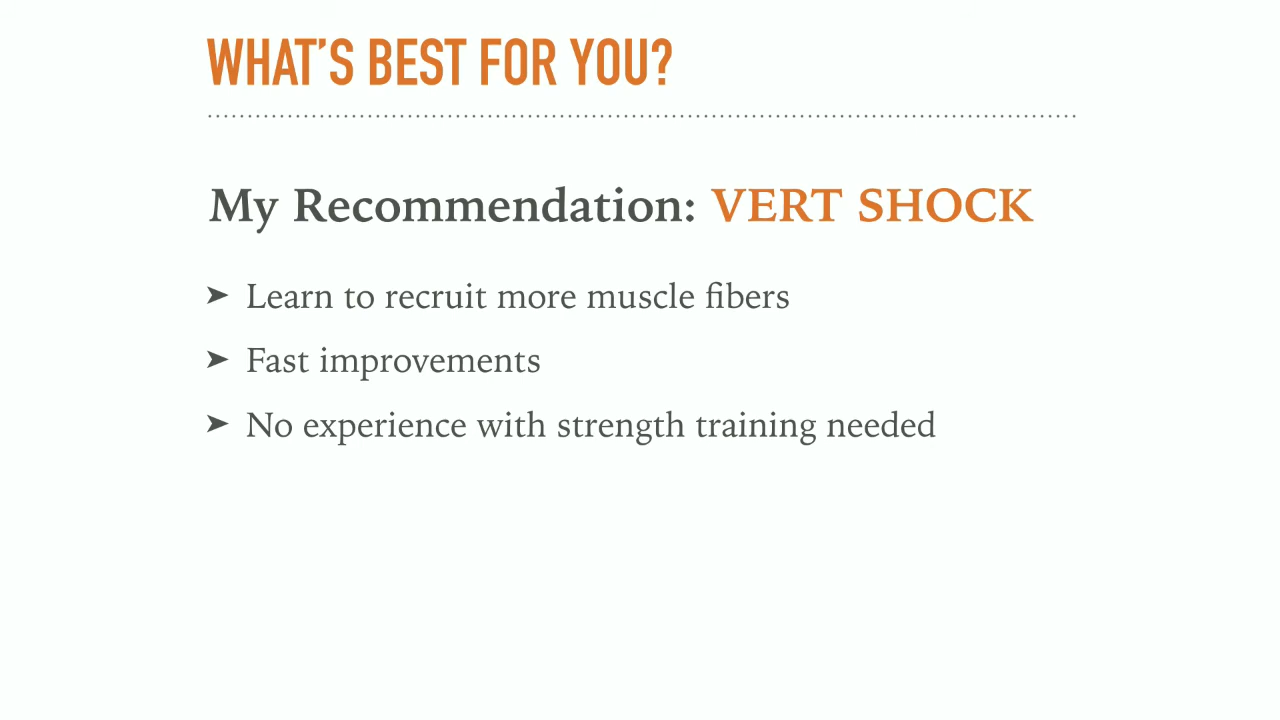 WHAT'S BEST FOR YOU?
My Recommendation: VERT SHOCK
➤ Learn to recruit more muscle fibers
➤ Fast improvements
➤ No experience with strength training needed